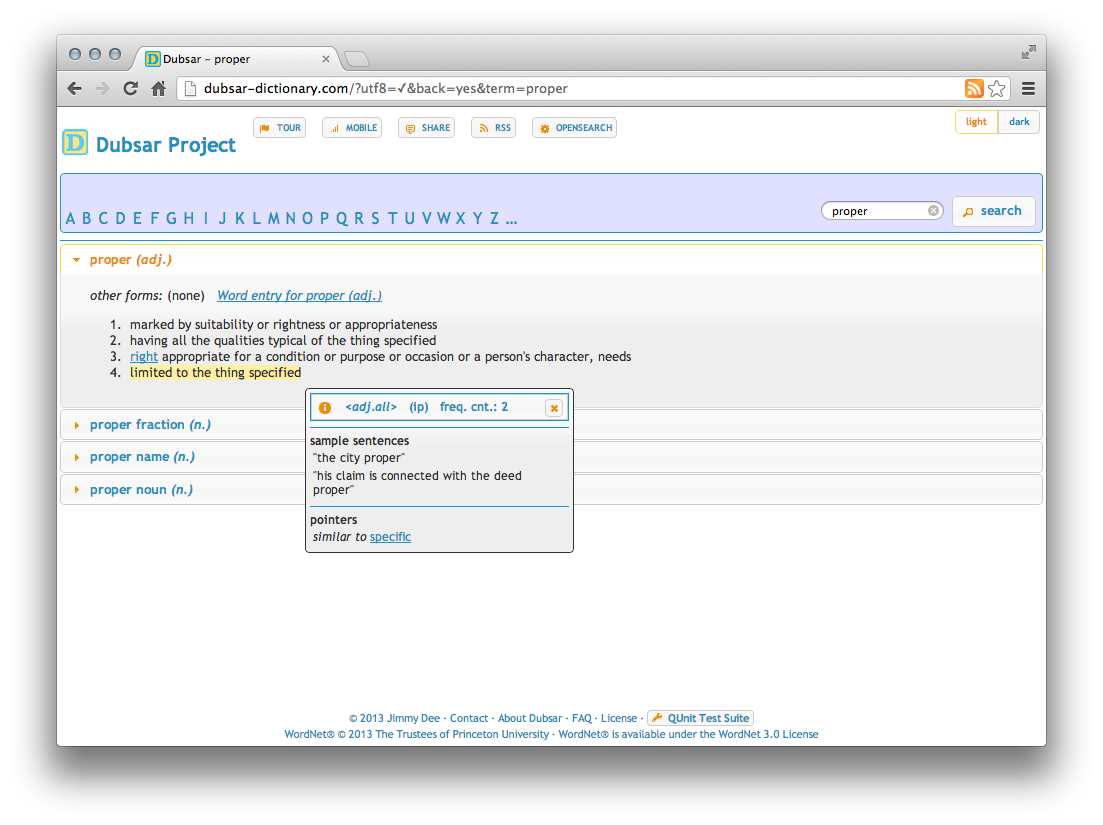 Dubsar – proper
dubsar-dictionary.com/?utf8=✓&back=yes&term=proper
TOUR MOBILE SHARE RSS OPENSEARCH
light dark
D Dubsar Project
A B C D E F G H I J K L M N O P Q R S T U V W X Y Z ...
proper search
proper (adj.)
other forms: (none) Word entry for proper (adj.)
1. marked by suitability or rightness or appropriateness
2. having all the qualities typical of the thing specified
3. right appropriate for a condition or purpose or occasion or a person's character, needs
4. limited to the thing specified
<adj.all> (ip) freq. cnt.: 2
sample sentences
"the city proper"
"his claim is connected with the deed
proper"
pointers
similar to specific
proper fraction (n.)
proper name (n.)
proper noun (n.)
© 2013 Jimmy Dee · Contact · About Dubsar · FAQ · License · QUnit Test Suite
WordNet® © 2013 The Trustees of Princeton University · WordNet® is available under the WordNet 3.0 License